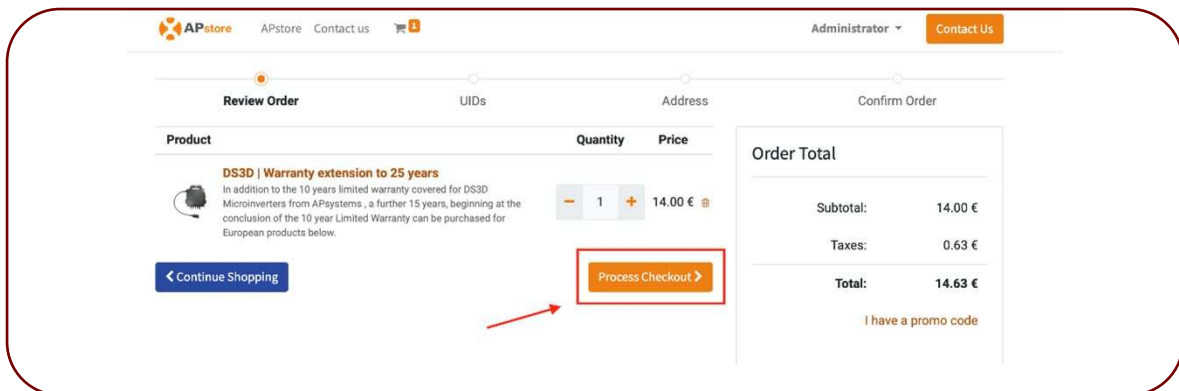 APstore APstore Contact us 1 Administrator Contact Us
Review Order UIDs Address Confirm Order
Product Quantity Price
DS3D | Warranty extension to 25 years
In addition to the 10 years limited warranty covered for DS3D
Microinverters from APsystems , a further 15 years, beginning at the
conclusion of the 10 year Limited Warranty can be purchased for
European products below.
− 1 + 14.00 €
Continue Shopping
Process Checkout
Order Total
Subtotal: 14.00 €
Taxes: 0.63 €
Total: 14.63 €
I have a promo code